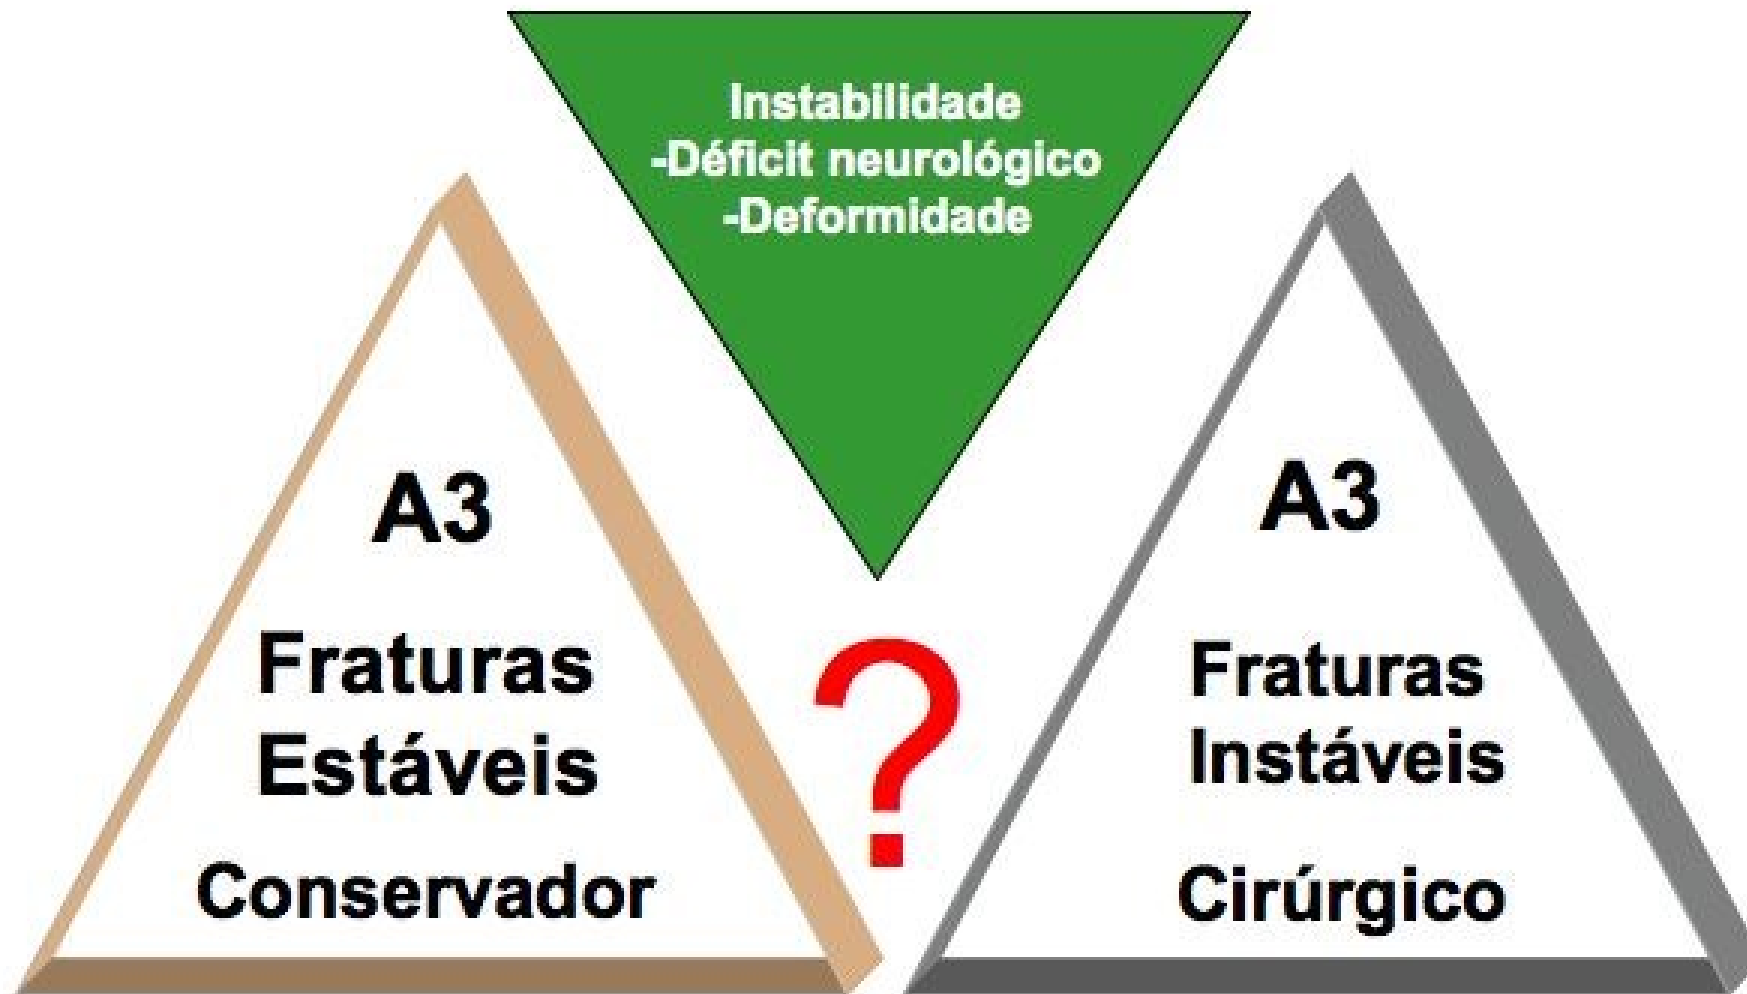 Instabilidade
-Déficit neurológico
-Deformidade
A3
Fraturas
Estáveis
Conservador
?
A3
Fraturas
Instáveis
Cirúrgico